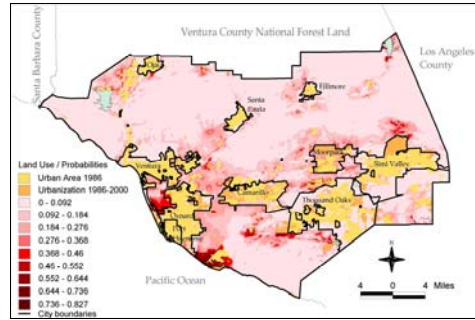 Santa Barbara County
Ventura County National Forest Land
Los Angeles
County
Ojai
Fillmore
Santa
Paula
Moorpark
Simi Valley
Ventura
Camarillo
Thousand Oaks
Oxnard
Pacific Ocean
Land Use / Probabilities
Urban Area 1986
Urbanization 1986-2000
0 - 0.092
0.092 - 0.184
0.184 - 0.276
0.276 - 0.368
0.368 - 0.46
0.46 - 0.552
0.552 - 0.644
0.644 - 0.736
0.736 - 0.827
City boundaries
N
4 0 4 Miles